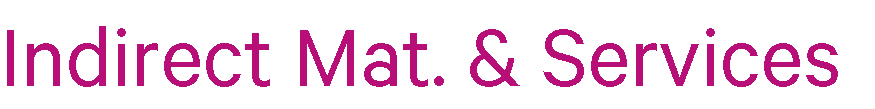 Indirect Mat. & Services